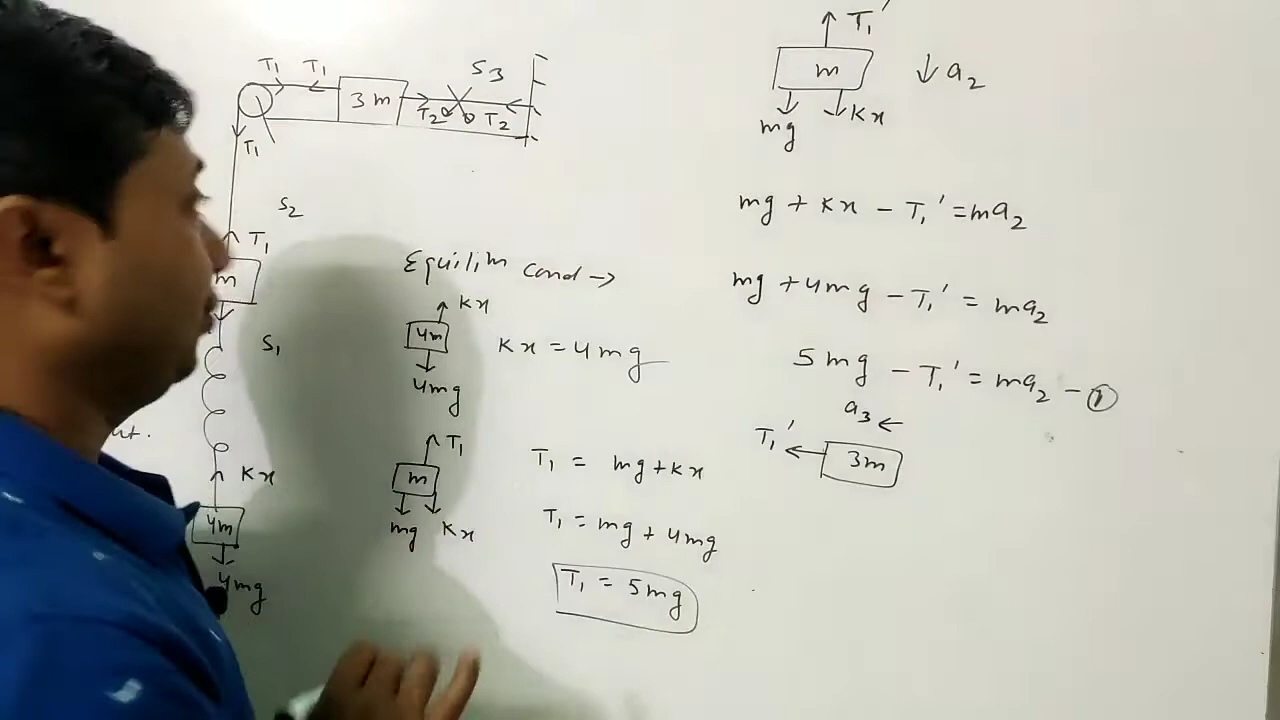 T₁ T₁ 3m T₂ T₂ S₃
T₁
S₂
T₁
m
S₁
ut.
Kx
4m
4mg
Equilim cond →
Kx
4m
4mg
Kx = 4mg
T₁
m
mg Kx
T₁ = mg + Kx
T₁ = mg + 4mg
T₁ = 5mg
T₁'
m
↓ a₂
mg Kx
mg + Kx - T₁' = ma₂
mg + 4mg - T₁' = ma₂
5mg - T₁' = ma₂ - ①
a₃ ←
T₁' ← 3m